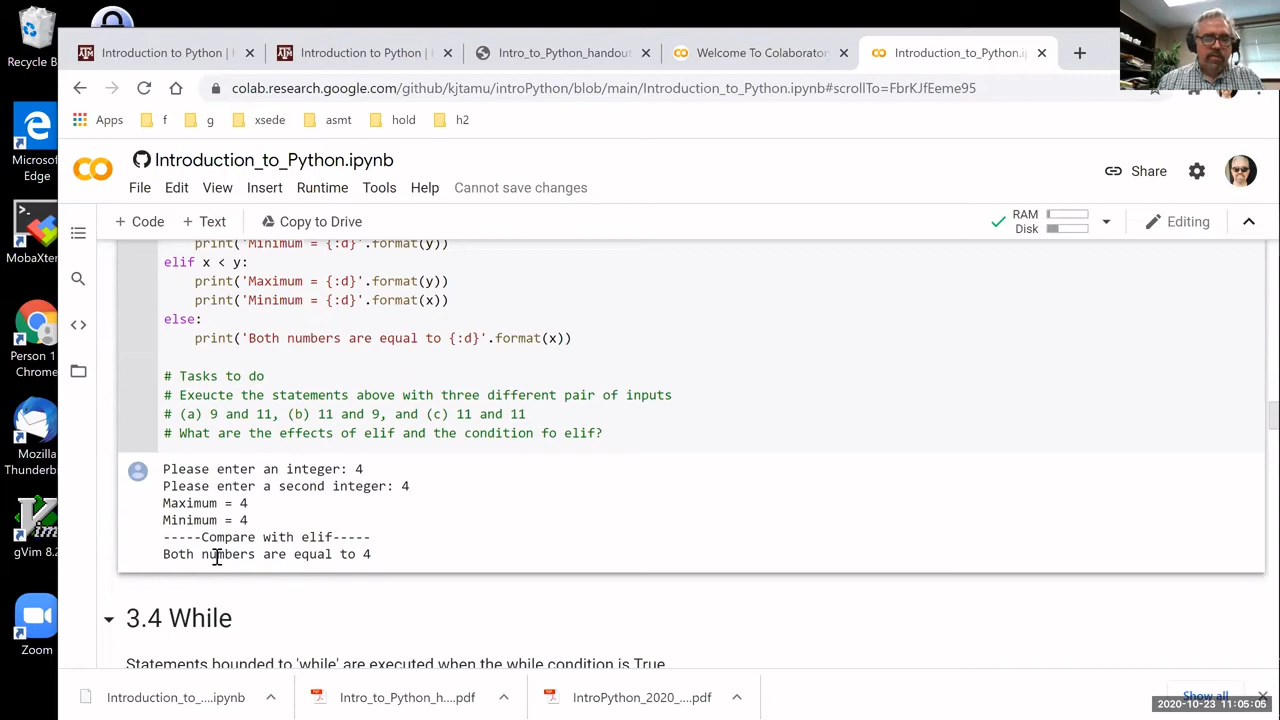 Recycle B
Introduction to Python |
Introduction to Python
Intro_to_Python_handout
Welcome To Colaborator
Introduction_to_Python.i
colab.research.google.com/github/kjtamu/introPython/blob/main/Introduction_to_Python.ipynb#scrollTo=FbrKJfEeme95
Apps f g xsede asmt hold h2
Microsof
Edge
Introduction_to_Python.ipynb
File Edit View Insert Runtime Tools Help Cannot save changes
Share
+ Code + Text Copy to Drive
RAM
Disk
Editing
MobaXter
print('Minimum = {:d}'.format(y))
elif x < y:
print('Maximum = {:d}'.format(y))
print('Minimum = {:d}'.format(x))
else:
print('Both numbers are equal to {:d}'.format(x))
Person 1
Chrome
# Tasks to do
# Exeucte the statements above with three different pair of inputs
# (a) 9 and 11, (b) 11 and 9, and (c) 11 and 11
# What are the effects of elif and the condition fo elif?
Mozilla
Thunderb
Please enter an integer: 4
Please enter a second integer: 4
Maximum = 4
Minimum = 4
-----Compare with elif-----
Both numbers are equal to 4
gVim 8.2
3.4 While
Zoom
Statements bounded to 'while' are executed when the while condition is True
Introduction_to_....ipynb
Intro_to_Python_h....pdf
IntroPython_2020_....pdf
Show all
2020-10-23 11:05:05